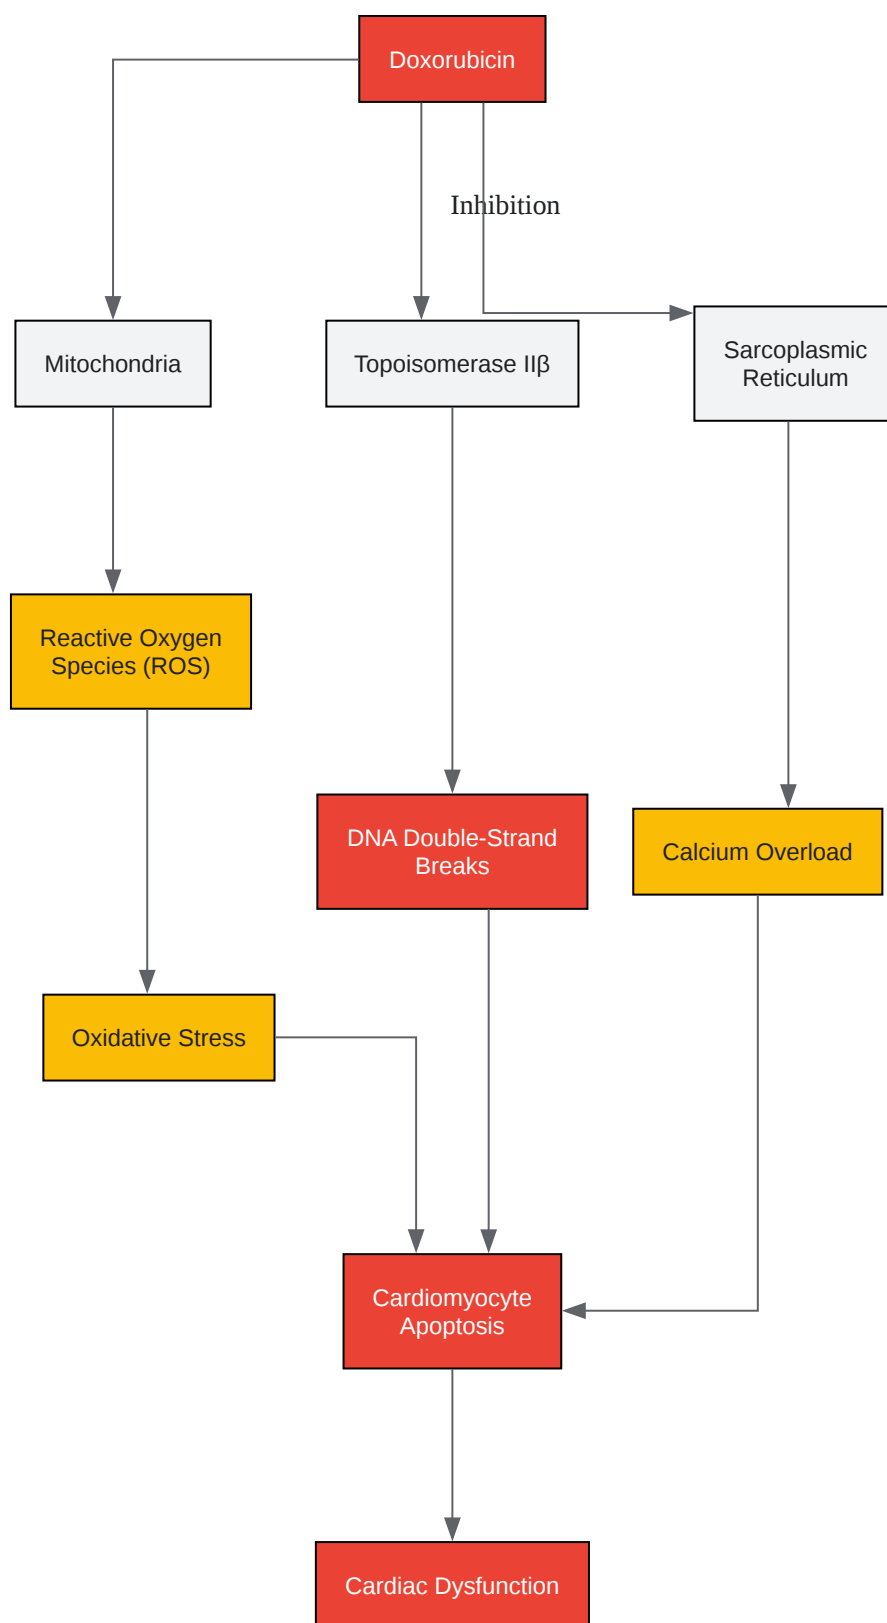 Doxorubicin
Inhibition
Mitochondria
Topoisomerase IIβ
Sarcoplasmic
Reticulum
Reactive Oxygen
Species (ROS)
DNA Double-Strand
Breaks
Calcium Overload
Oxidative Stress
Cardiomyocyte
Apoptosis
Cardiac Dysfunction